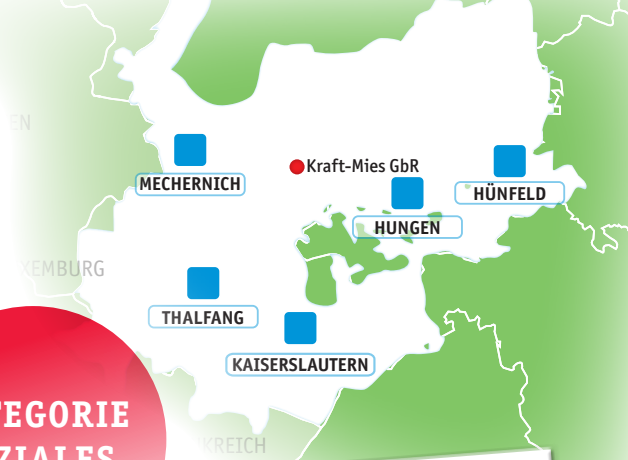 EN
Kraft-Mies GbR
MECHERNICH
HÜNFELD
HUNGEN
XEMBURG
THALFANG
KAISERSLAUTERN
TEGORIE
ZIALES
KREICH